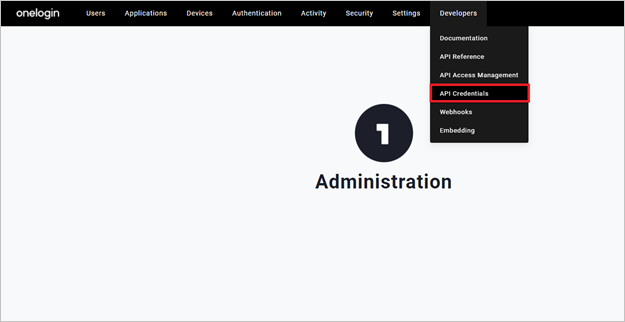 onelogin Users Applications Devices Authentication Activity Security Settings Developers
Documentation
API Reference
API Access Management
API Credentials
Webhooks
Embedding
1
Administration